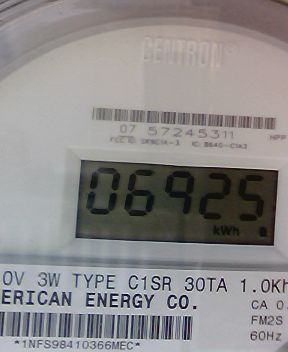 CENTRON®
07 57245311
06925
kWh
0V 3W TYPE C1SR 30TA 1.0Kh
ERICAN ENERGY CO.
CA 0.
FM2S
60Hz
*1NFS98410366MEC*